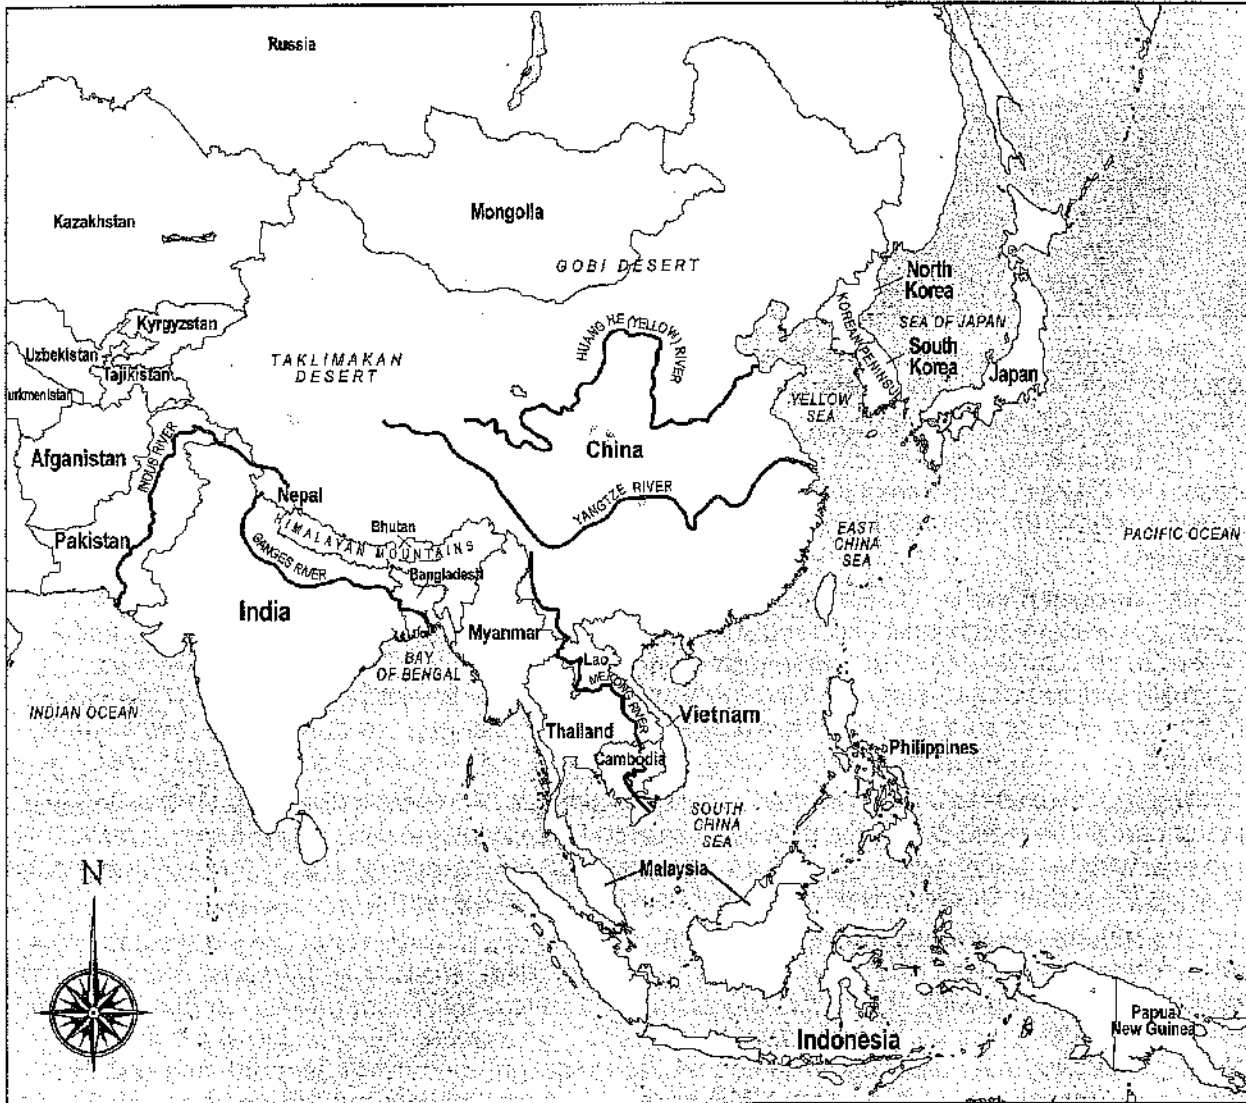 Russia
Kazakhstan
Mongolia
GOBI DESERT
North
Korea
KOREAN PENINSU
SEA OF JAPAN
South
Korea
Japan
Kyrgyzstan
Uzbekistan
Tajikistan
urkmenistan
TAKLIMAKAN
DESERT
HUANG HE (YELLOW) RIVER
YELLOW
SEA
Afganistan
INDUS RIVER
China
Nepal
YANGTZE RIVER
Bhutan
HIMALAYAN MOUNTAINS
Pakistan
GANGES RIVER
Bangladesh
EAST
CHINA
SEA
PACIFIC OCEAN
India
Myanmar
BAY
OF BENGAL
Lao
MEKONG RIVER
INDIAN OCEAN
Thailand
Vietnam
Cambodia
Philippines
SOUTH
CHINA
SEA
Malaysia
N
Indonesia
Papua
New Guinea